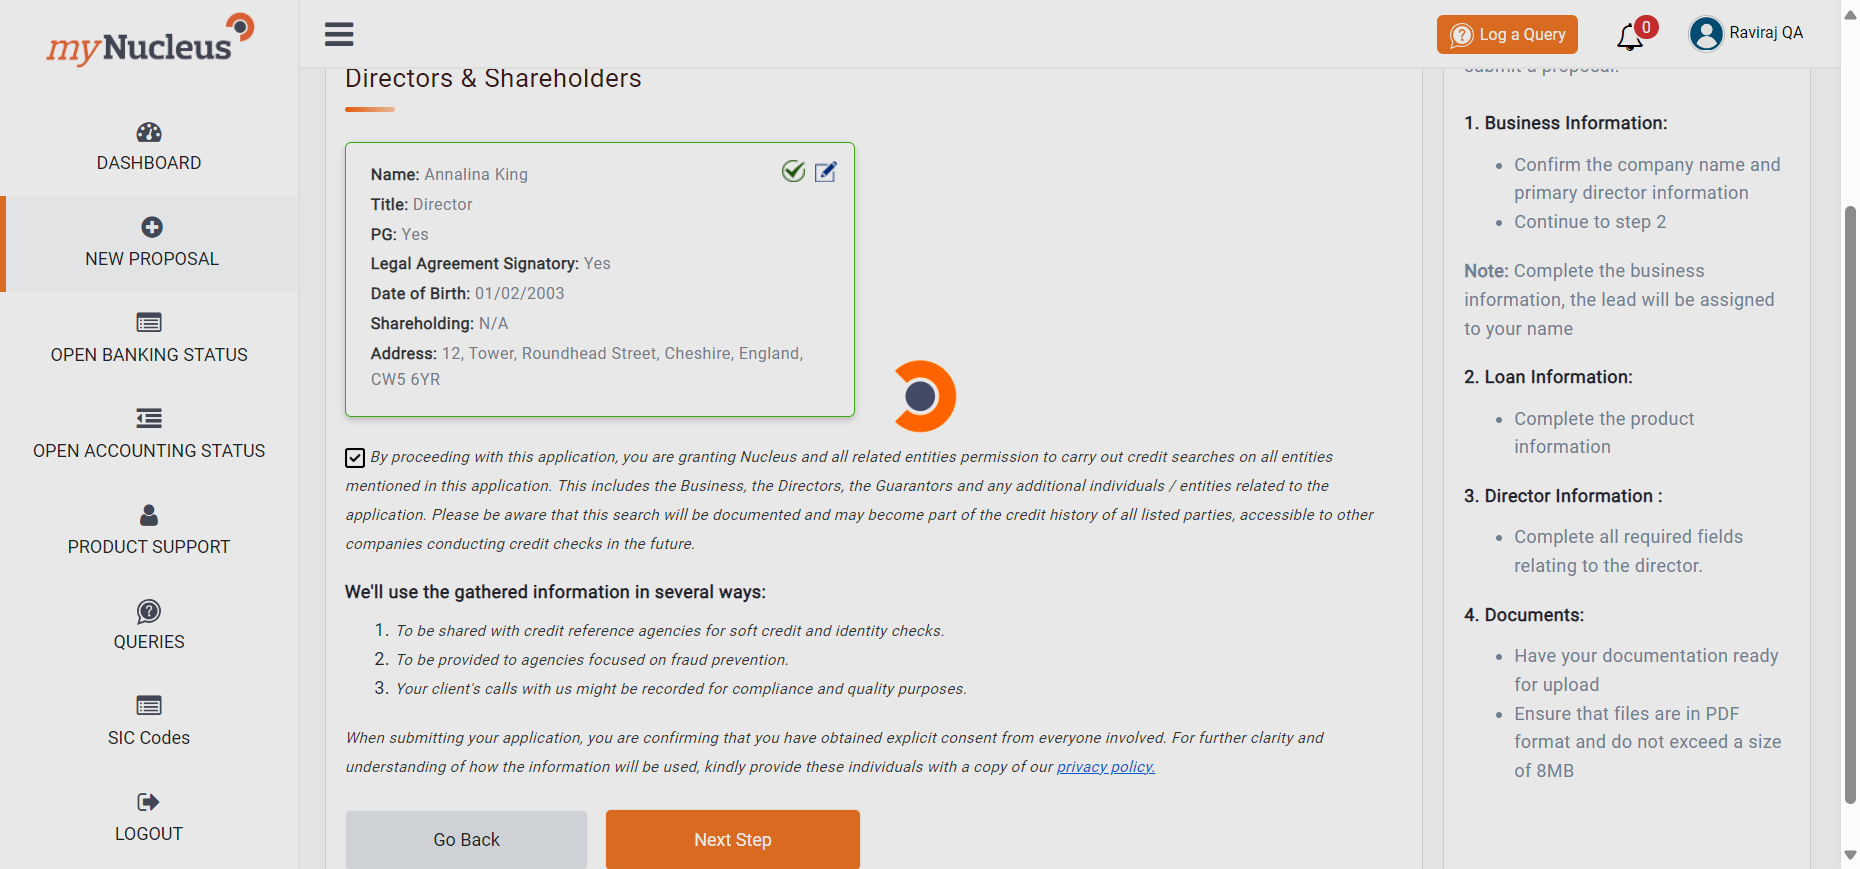 myNucleus
Log a Query
0
Raviraj QA
DASHBOARD
NEW PROPOSAL
OPEN BANKING STATUS
OPEN ACCOUNTING STATUS
PRODUCT SUPPORT
QUERIES
SIC Codes
LOGOUT
Directors & Shareholders
Name: Annalina King
Title: Director
PG: Yes
Legal Agreement Signatory: Yes
Date of Birth: 01/02/2003
Shareholding: N/A
Address: 12, Tower, Roundhead Street, Cheshire, England,
CW5 6YR
By proceeding with this application, you are granting Nucleus and all related entities permission to carry out credit searches on all entities
mentioned in this application. This includes the Business, the Directors, the Guarantors and any additional individuals / entities related to the
application. Please be aware that this search will be documented and may become part of the credit history of all listed parties, accessible to other
companies conducting credit checks in the future.
We'll use the gathered information in several ways:
1. To be shared with credit reference agencies for soft credit and identity checks.
2. To be provided to agencies focused on fraud prevention.
3. Your client's calls with us might be recorded for compliance and quality purposes.
When submitting your application, you are confirming that you have obtained explicit consent from everyone involved. For further clarity and
understanding of how the information will be used, kindly provide these individuals with a copy of our privacy policy.
Go Back
Next Step
submit a proposal.
1. Business Information:
• Confirm the company name and
primary director information
• Continue to step 2
Note: Complete the business
information, the lead will be assigned
to your name
2. Loan Information:
• Complete the product
information
3. Director Information :
• Complete all required fields
relating to the director.
4. Documents:
• Have your documentation ready
for upload
• Ensure that files are in PDF
format and do not exceed a size
of 8MB